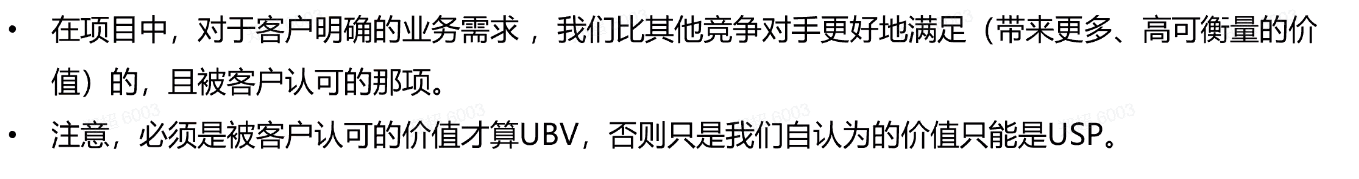 • 在项目中，对于客户明确的业务需求 ，我们比其他竞争对手更好地满足（带来更多、高可衡量的价
值）的，且被客户认可的那项。
• 注意，必须是被客户认可的价值才算UBV，否则只是我们自认为的价值只能是USP。